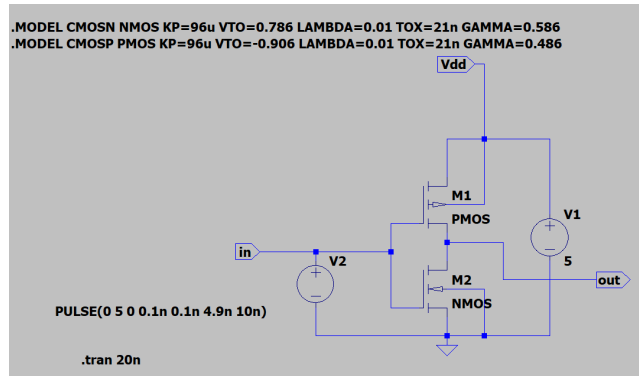 .MODEL CMOSN NMOS KP=96u VTO=0.786 LAMBDA=0.01 TOX=21n GAMMA=0.586
.MODEL CMOSP PMOS KP=96u VTO=-0.906 LAMBDA=0.01 TOX=21n GAMMA=0.486
Vdd
M1
PMOS
V1
5
in
V2
M2
NMOS
out
PULSE(0 5 0 0.1n 0.1n 4.9n 10n)
.tran 20n